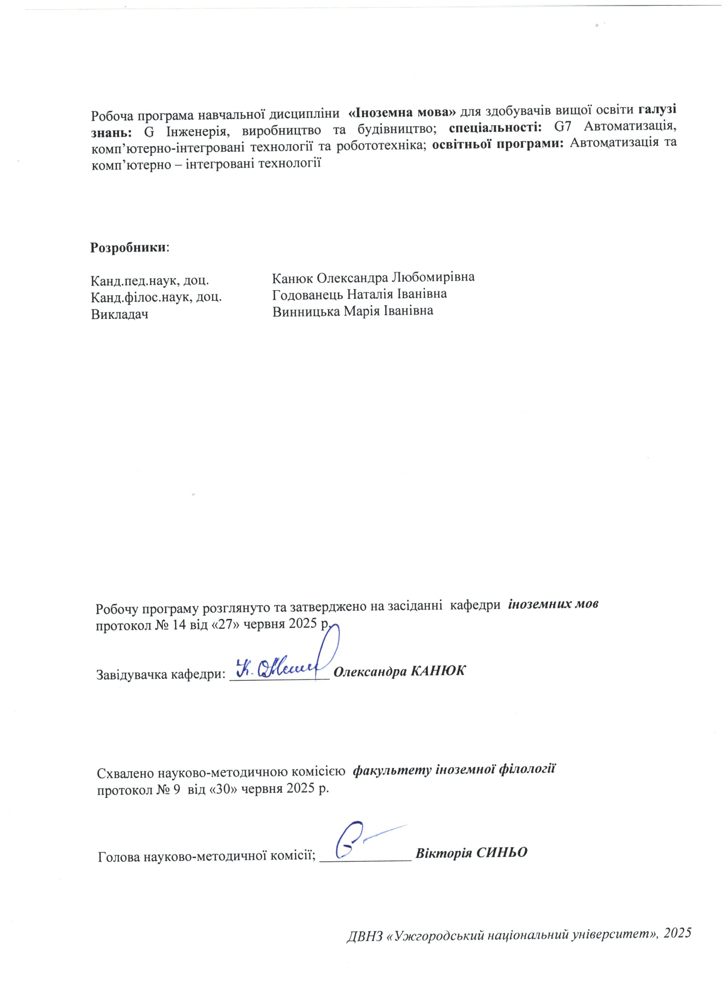 Робоча програма навчальної дисципліни «Іноземна мова» для здобувачів вищої освіти галузі
знань: G Інженерія, виробництво та будівництво; спеціальності: G7 Автоматизація,
комп’ютерно-інтегровані технології та робототехніка; освітньої програми: Автоматизація та
комп’ютерно – інтегровані технології
Розробники:
Канд.пед.наук, доц. Канюк Олександра Любомирівна
Канд.філос.наук, доц. Годованець Наталія Іванівна
Викладач Винницька Марія Іванівна
Робочу програму розглянуто та затверджено на засіданні кафедри іноземних мов
протокол № 14 від «27» червня 2025 р.
Завідувачка кафедри: Олександра КАНЮК
Схвалено науково-методичною комісією факультету іноземної філології
протокол № 9 від «30» червня 2025 р.
Голова науково-методичної комісії; Вікторія СИНЬО
ДВНЗ «Ужгородський національний університет», 2025